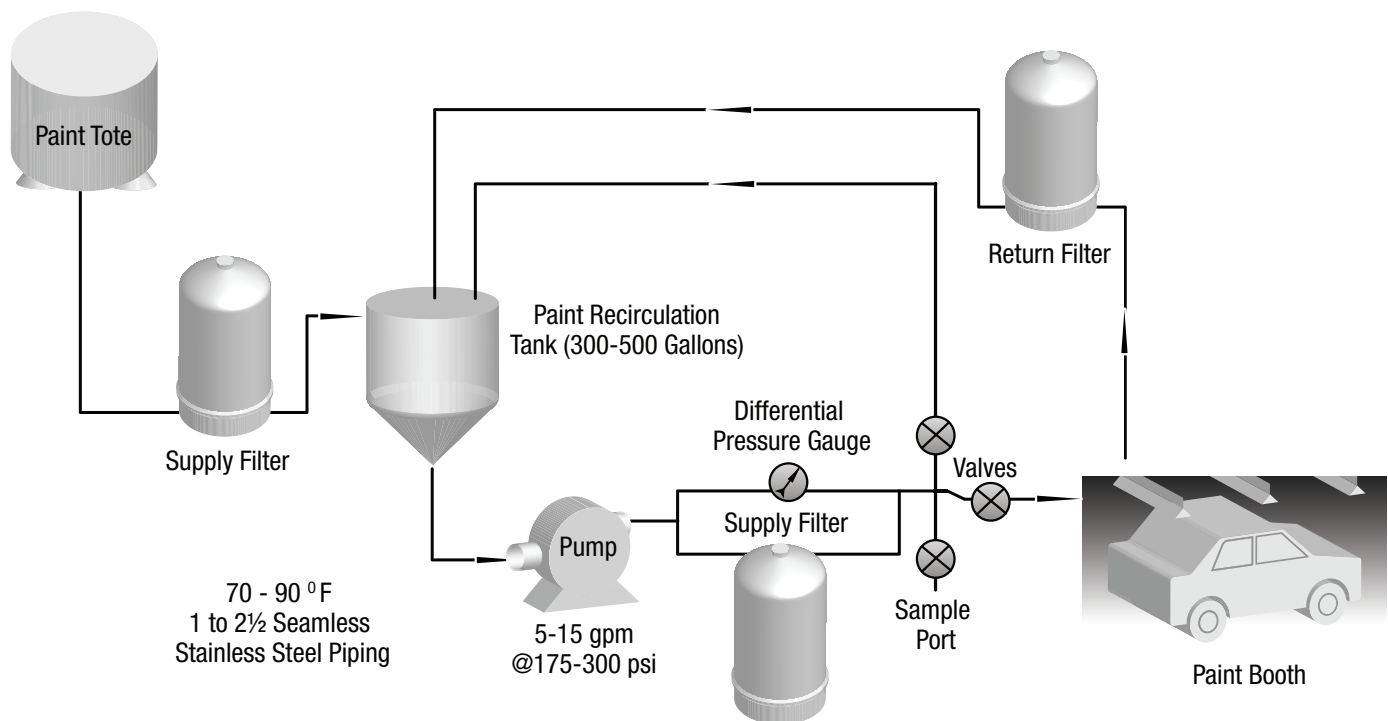 Paint Tote
Return Filter
Paint Recirculation
Tank (300-500 Gallons)
Supply Filter
Differential
Pressure Gauge
Valves
Supply Filter
Pump
70 - 90 ⁰ F
1 to 2½ Seamless
Stainless Steel Piping
5-15 gpm
@175-300 psi
Sample
Port
Paint Booth